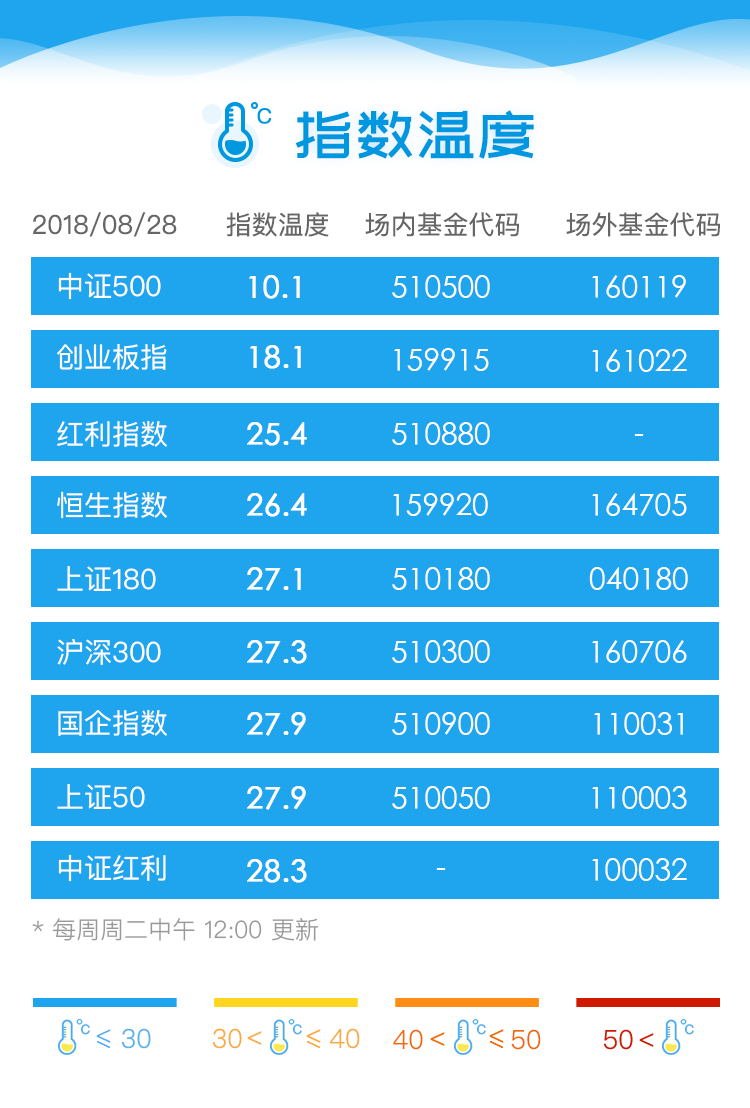 ℃ 指数温度
2018/08/28 指数温度 场内基金代码 场外基金代码
中证500 10.1 510500 160119
创业板指 18.1 159915 161022
红利指数 25.4 510880 -
恒生指数 26.4 159920 164705
上证180 27.1 510180 040180
沪深300 27.3 510300 160706
国企指数 27.9 510900 110031
上证50 27.9 510050 110003
中证红利 28.3 - 100032
* 每周周二中午 12:00 更新
℃ ≤ 30 30 < ℃ ≤ 40 40 < ℃ ≤ 50 50 < ℃